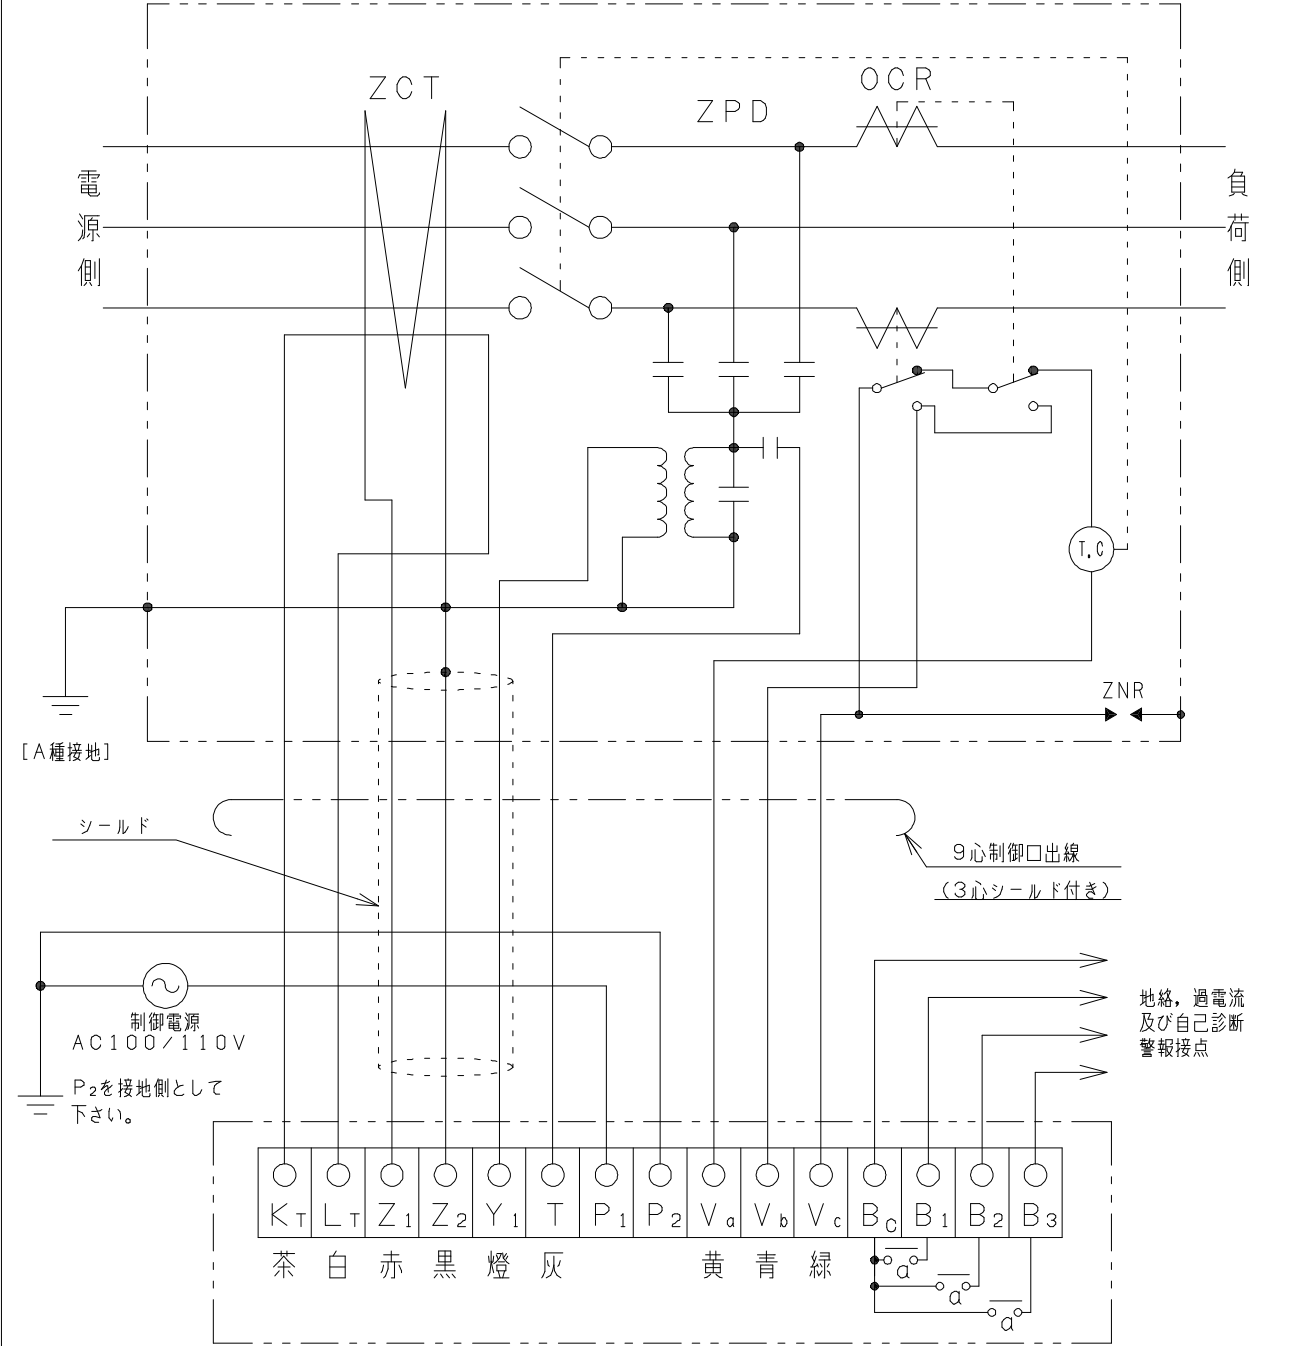 ZCT
OCR
ZPD
電源側
負荷側
T.C
ZNR
[A種接地]
シールド
9心制御口出線
(3心シールド付き)
制御電源
AC100/110V
P₂を接地側として
下さい。
地絡，過電流
及び自己診断
警報接点
K_T L_T Z₁ Z₂ Y₁ T P₁ P₂ Va Vb Vc B_C B₁ B₂ B₃
茶 白 赤 黒 燈 灰 黄 青 緑
a
a
a